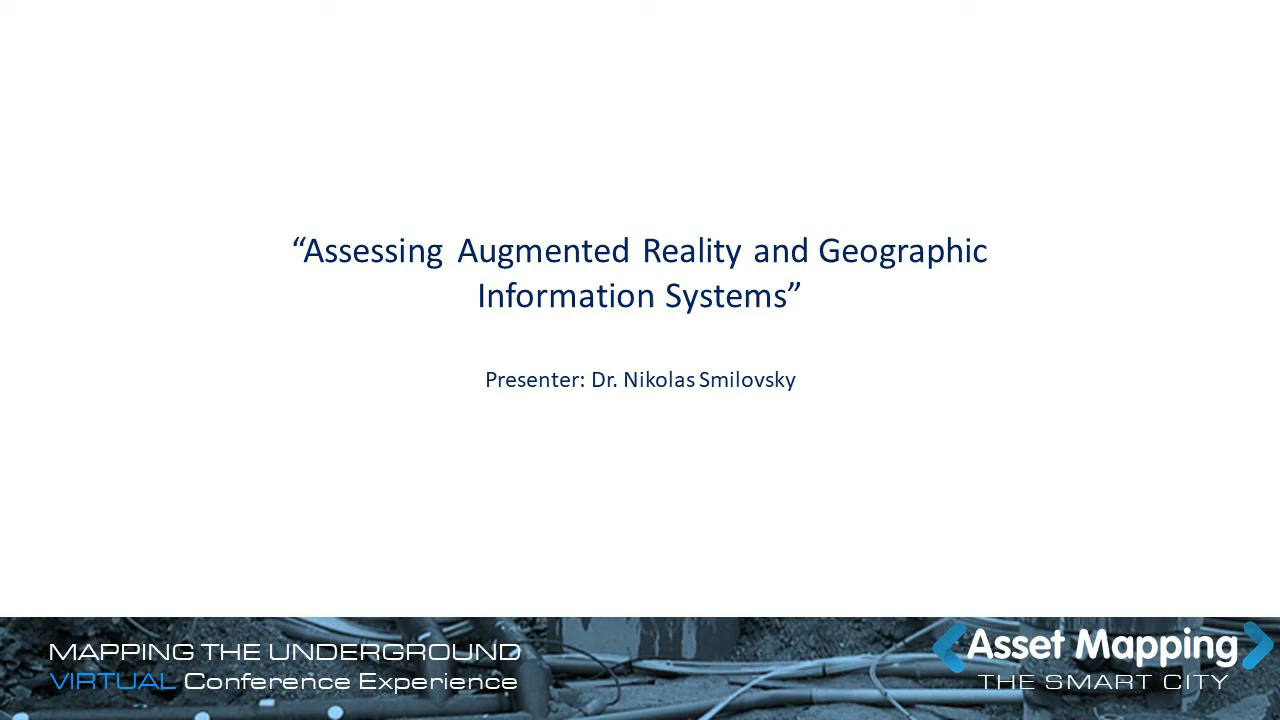 “Assessing Augmented Reality and Geographic
Information Systems”
Presenter: Dr. Nikolas Smilovsky
MAPPING THE UNDERGROUND
VIRTUAL Conference Experience
Asset Mapping
THE SMART CITY